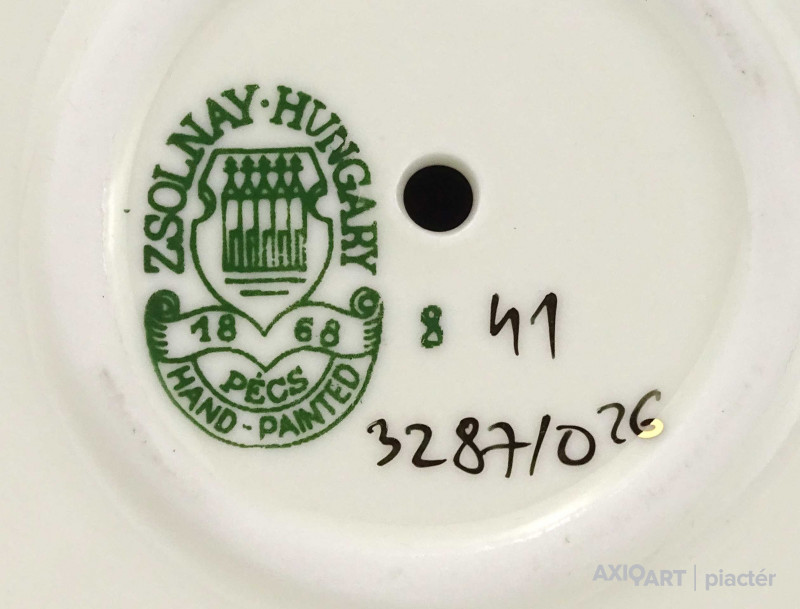 ZSOLNAY·HUNGARY
1868
PÉCS
HAND-PAINTED
8 41
3287/026
AXIOART | piactér